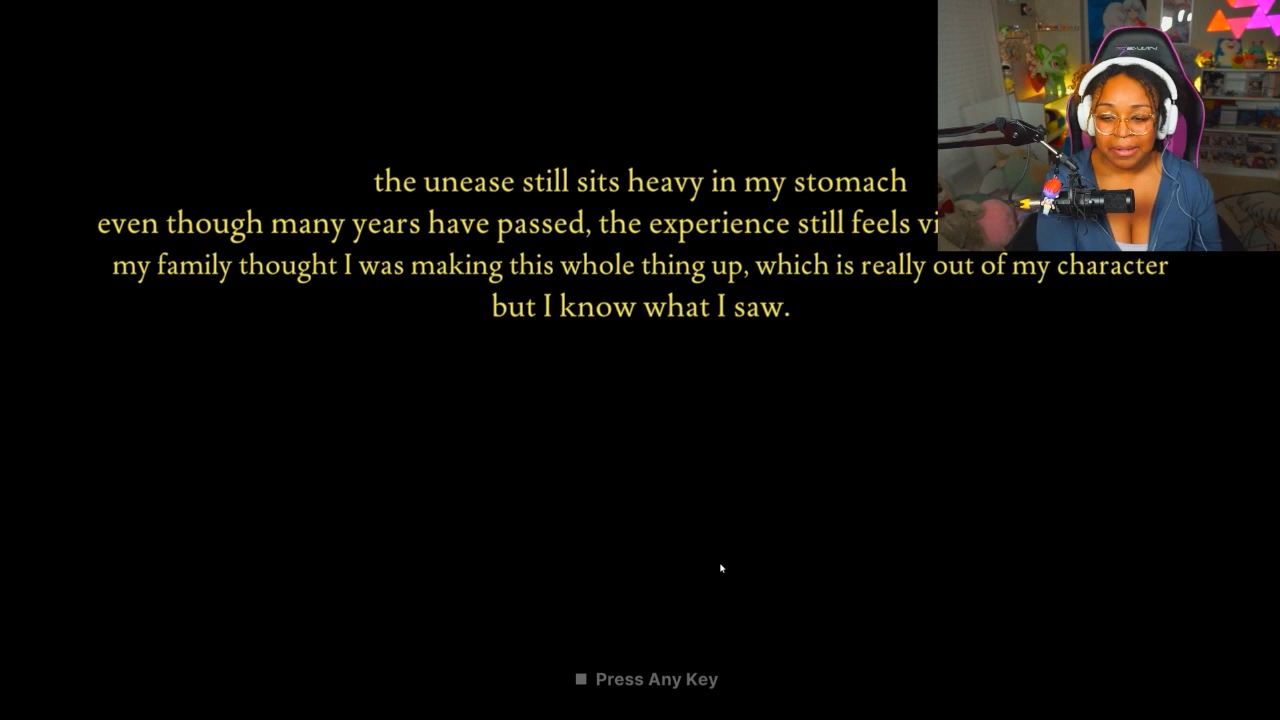 the unease still sits heavy in my stomach
even though many years have passed, the experience still feels
my family thought I was making this whole thing up, which is really out of my character
but I know what I saw.
Press Any Key